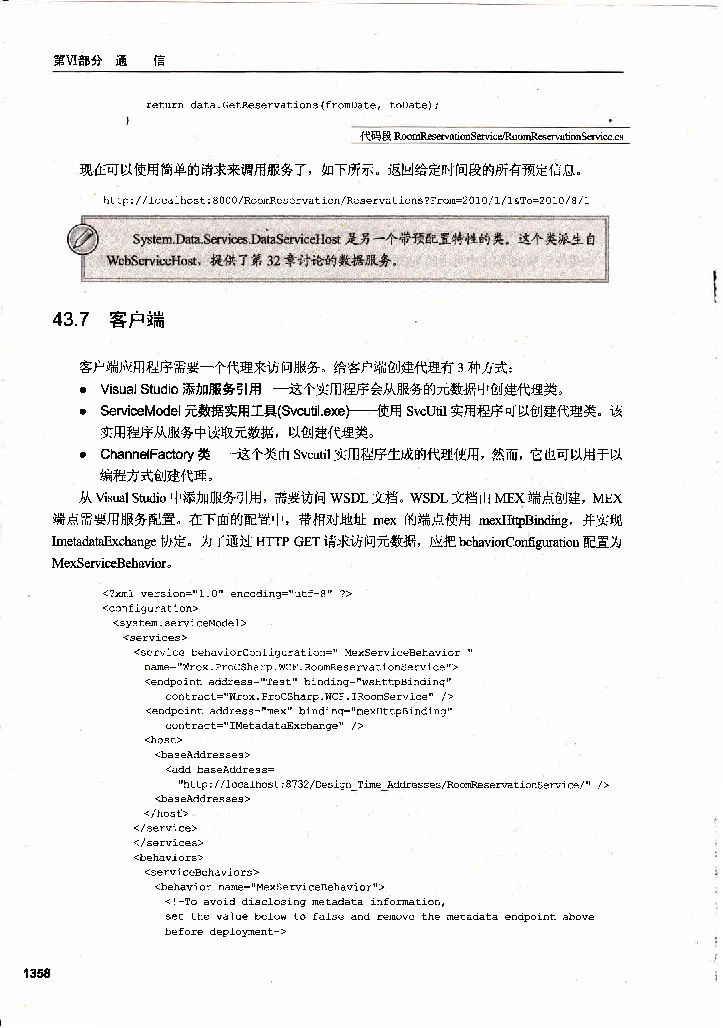 第Ⅵ部分 通 信
return data.GetReservations(fromDate, toDate);
}
代码段 RoomReservationService/RoomReservationService.cs
现在可以使用简单的请求来调用服务了，如下所示。返回给定时间段的所有预定信息。
http://localhost:8000/RoomReservation/Reservations?From=2010/1/1&To=2010/8/1
System.Data.Services.DataServiceHost 是另一个带预配置特性的类。这个类派生自
WebServiceHost，提供了第 32 章讨论的数据服务。
43.7 客户端
客户端应用程序需要一个代理来访问服务。给客户端创建代理有 3 种方式：
● Visual Studio 添加服务引用 —这个实用程序会从服务的元数据中创建代理类。
● ServiceModel 元数据实用工具(Svcutil.exe)——使用 SvcUtil 实用程序可以创建代理类。该
实用程序从服务中读取元数据，以创建代理类。
● ChannelFactory 类 -这个类由 Svcutil 实用程序生成的代理使用，然而，它也可以用于以
编程方式创建代理。
从 Visual Studio 中添加服务引用，需要访问 WSDL 文档。WSDL 文档由 MEX 端点创建，MEX
端点需要用服务配置。在下面的配置中，带相对地址 mex 的端点使用 mexHttpBinding，并实现
ImetadataExchange 协定。为了通过 HTTP GET 请求访问元数据，应把 behaviorConfiguration 配置为
MexServiceBehavior。
<?xml version="1.0" encoding="utf-8" ?>
<configuration>
<system.serviceModel>
<services>
<service behaviorConfiguration=" MexServiceBehavior "
name="Wrox.ProCSharp.WCF.RoomReservationService">
<endpoint address="Test" binding="wsHttpBinding"
contract="Wrox.ProCSharp.WCF.IRoomService" />
<endpoint address="mex" binding="mexHttpBinding"
contract="IMetadataExchange" />
<host>
<baseAddresses>
<add baseAddress=
"http://localhost:8732/Design_Time_Addresses/RoomReservationService/" />
<baseAddresses>
</host>
</service>
</services>
<behaviors>
<serviceBehaviors>
<behavior name="MexServiceBehavior">
<!-To avoid disclosing metadata information,
set the value below to false and remove the metadata endpoint above
before deployment->
1358